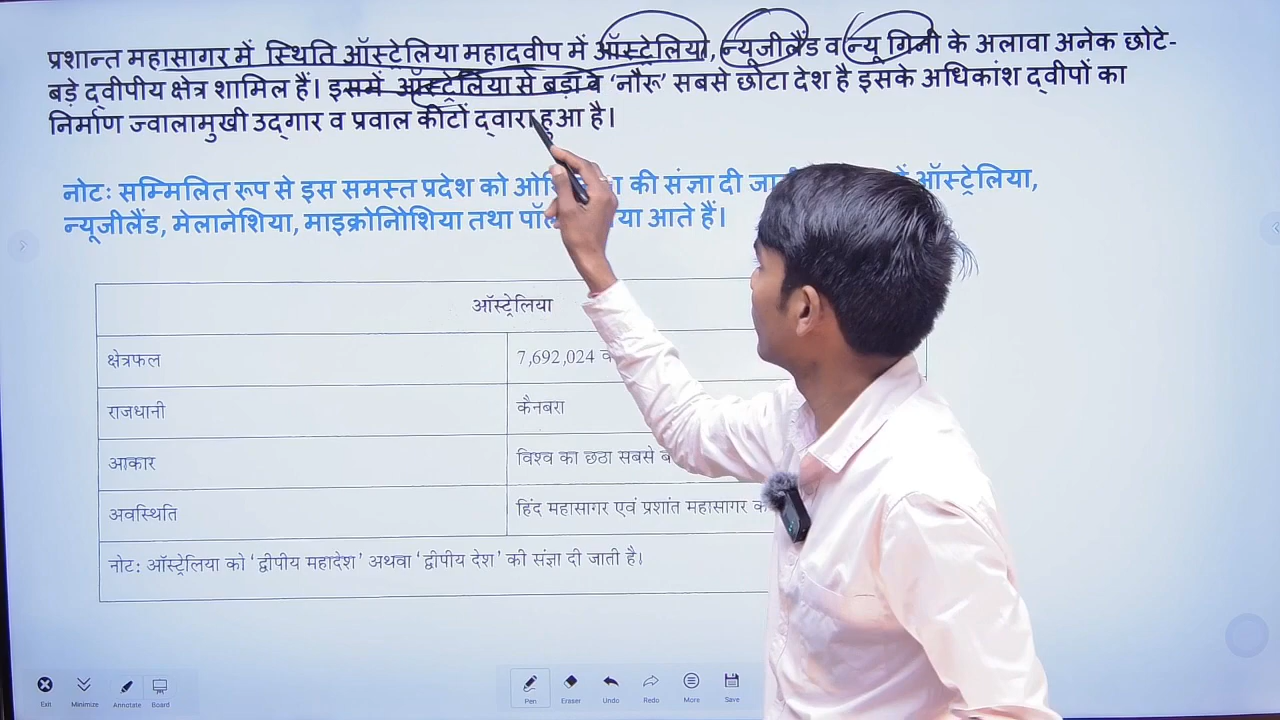 प्रशान्त महासागर में स्थिति ऑस्ट्रेलिया महाद्वीप में ऑस्ट्रेलिया, न्यूजीलैंड व न्यू गिनी के अलावा अनेक छोटे-
बड़े द्वीपीय क्षेत्र शामिल हैं। इसमें ऑस्ट्रेलिया से बड़ा व ‘नौरू’ सबसे छोटा देश है इसके अधिकांश द्वीपों का
निर्माण ज्वालामुखी उद्गार व प्रवाल कीटों द्वारा हुआ है।
नोटः सम्मिलित रूप से इस समस्त प्रदेश को की संज्ञा दी ऑस्ट्रेलिया,
न्यूजीलैंड, मेलानेशिया, माइक्रोनिोशिया तथा आते हैं।
ऑस्ट्रेलिया
क्षेत्रफल 7,692,024
राजधानी कैनबरा
आकार विश्व का छठा सबसे
अवस्थिति हिंद महासागर एवं प्रशांत महासागर
नोट: ऑस्ट्रेलिया को ‘द्वीपीय महादेश’ अथवा ‘द्वीपीय देश’ की संज्ञा दी जाती है।
Exit Minimize Annotate Board Pen Eraser Undo Redo More Save